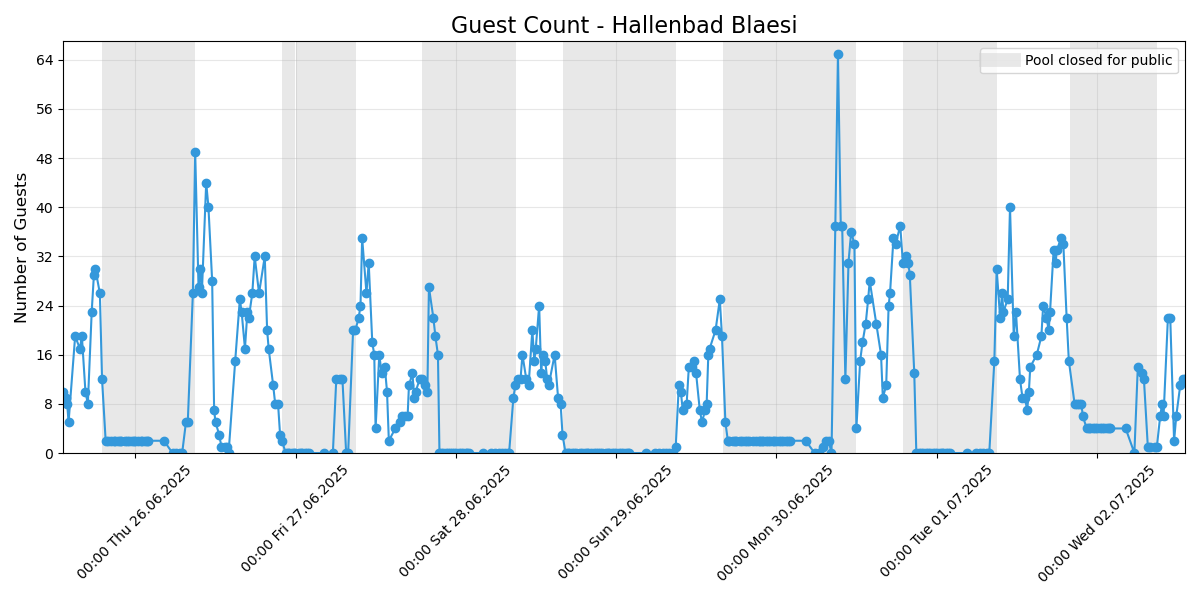 Guest Count - Hallenbad Blaesi
Pool closed for public
Number of Guests
64
56
48
40
32
24
16
8
0
00:00 Thu 26.06.2025
00:00 Fri 27.06.2025
00:00 Sat 28.06.2025
00:00 Sun 29.06.2025
00:00 Mon 30.06.2025
00:00 Tue 01.07.2025
00:00 Wed 02.07.2025